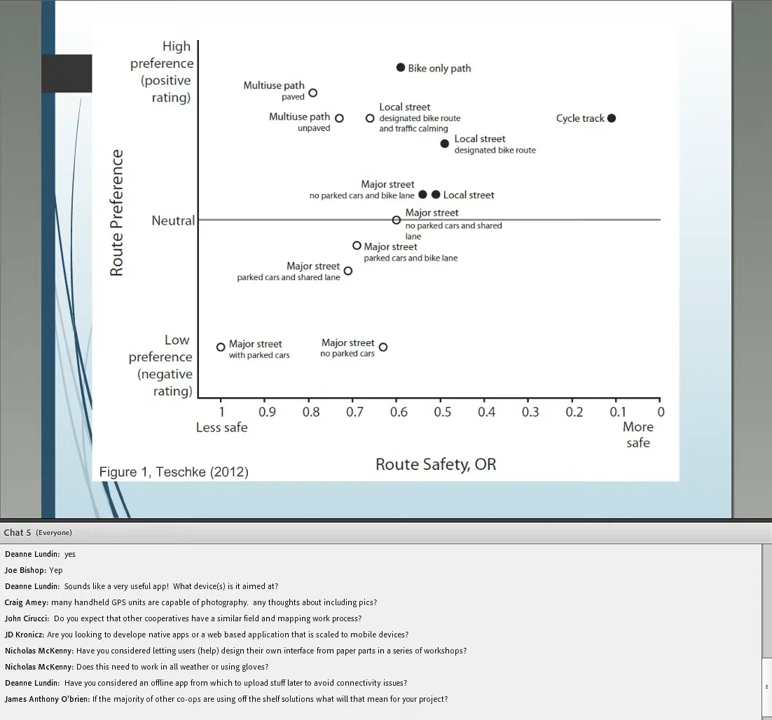 High
preference
(positive
rating)
Bike only path
Multiuse path
paved
Multiuse path
unpaved
Local street
designated bike route
and traffic calming
Cycle track
Local street
designated bike route
Major street
no parked cars and bike lane
Local street
Route Preference
Neutral
Major street
no parked cars and shared
lane
Major street
parked cars and bike lane
Major street
parked cars and shared lane
Low
preference
(negative
rating)
Major street
with parked cars
Major street
no parked cars
1 0.9 0.8 0.7 0.6 0.5 0.4 0.3 0.2 0.1 0
Less safe
More
safe
Route Safety, OR
Figure 1, Teschke (2012)
Chat 5 (Everyone)
Deanne Lundin: yes
Joe Bishop: Yep
Deanne Lundin: Sounds like a very useful app! What device(s) is it aimed at?
Craig Amey: many handheld GPS units are capable of photography. any thoughts about including pics?
John Cirucci: Do you expect that other cooperatives have a similar field and mapping work process?
JD Kronicz: Are you looking to develope native apps or a web based application that is scaled to mobile devices?
Nicholas McKenny: Have you considered letting users (help) design their own interface from paper parts in a series of workshops?
Nicholas McKenny: Does this need to work in all weather or using gloves?
Deanne Lundin: Have you considered an offline app from which to upload stuff later to avoid connectivity issues?
James Anthony O'brien: If the majority of other co-ops are using off the shelf solutions what will that mean for your project?